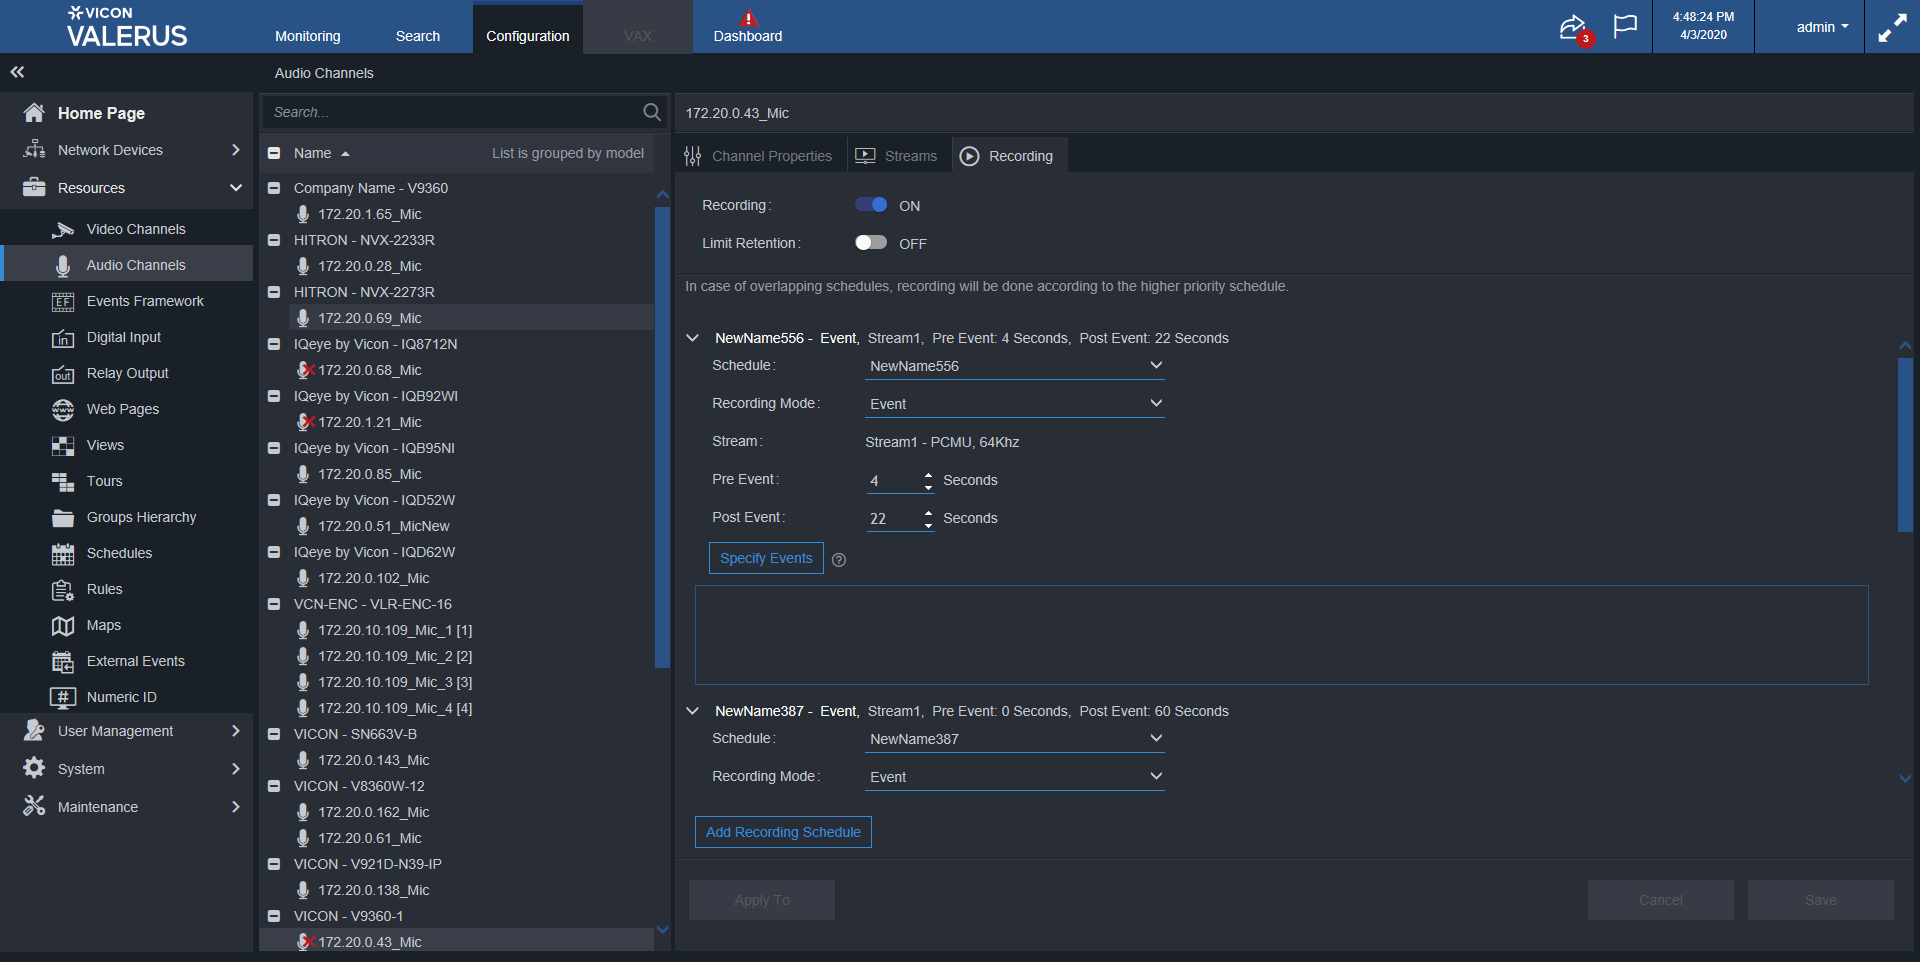 VICON
VALERUS
Monitoring
Search
Configuration
VAX
Dashboard
3
4:48:24 PM
4/3/2020
admin
Audio Channels
Home Page
Network Devices
Resources
Video Channels
Audio Channels
EF
Events Framework
in
Digital Input
out
Relay Output
www
Web Pages
Views
Tours
Groups Hierarchy
Schedules
Rules
Maps
External Events
#
Numeric ID
User Management
System
Maintenance
Search...
Name
List is grouped by model
Company Name - V9360
172.20.1.65_Mic
HITRON - NVX-2233R
172.20.0.28_Mic
HITRON - NVX-2273R
172.20.0.69_Mic
IQeye by Vicon - IQ8712N
172.20.0.68_Mic
IQeye by Vicon - IQB92WI
172.20.1.21_Mic
IQeye by Vicon - IQB95NI
172.20.0.85_Mic
IQeye by Vicon - IQD52W
172.20.0.51_MicNew
IQeye by Vicon - IQD62W
172.20.0.102_Mic
VCN-ENC - VLR-ENC-16
172.20.10.109_Mic_1 [1]
172.20.10.109_Mic_2 [2]
172.20.10.109_Mic_3 [3]
172.20.10.109_Mic_4 [4]
VICON - SN663V-B
172.20.0.143_Mic
VICON - V8360W-12
172.20.0.162_Mic
172.20.0.61_Mic
VICON - V921D-N39-IP
172.20.0.138_Mic
VICON - V9360-1
172.20.0.43_Mic
172.20.0.43_Mic
Channel Properties
Streams
Recording
Recording: ON
Limit Retention: OFF
In case of overlapping schedules, recording will be done according to the higher priority schedule.
NewName556 - Event, Stream1, Pre Event: 4 Seconds, Post Event: 22 Seconds
Schedule: NewName556
Recording Mode: Event
Stream: Stream1 - PCMU, 64Khz
Pre Event: 4 Seconds
Post Event: 22 Seconds
Specify Events ?
NewName387 - Event, Stream1, Pre Event: 0 Seconds, Post Event: 60 Seconds
Schedule: NewName387
Recording Mode: Event
Add Recording Schedule
Apply To
Cancel
Save